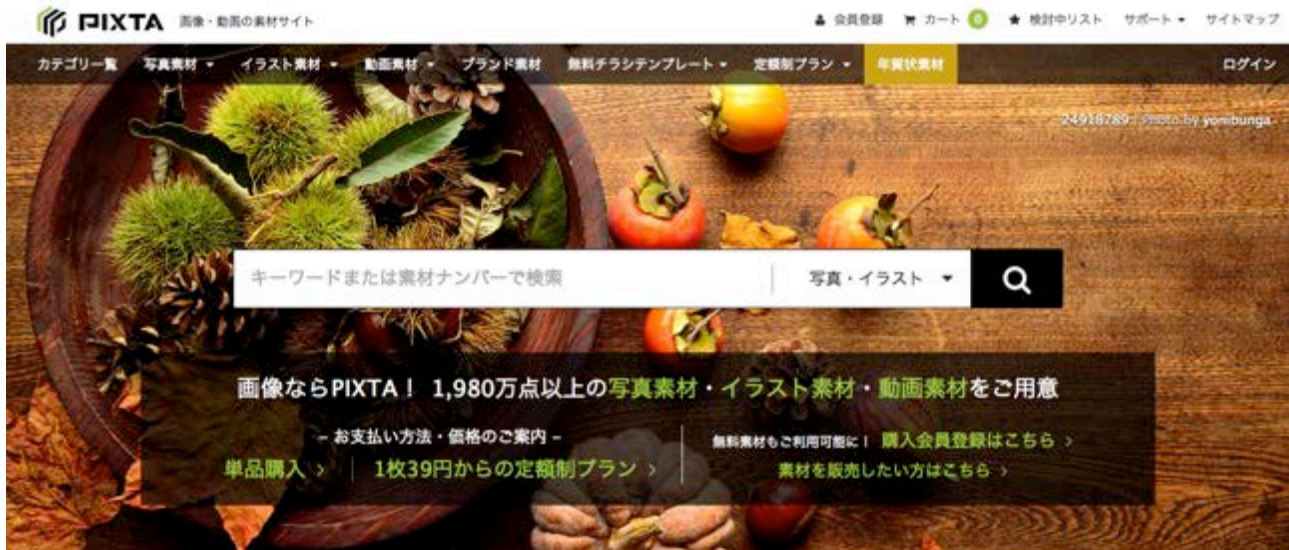 PIXTA 画像・動画の素材サイト
会員登録 カート 0 検討中リスト サポート サイトマップ
カテゴリ一覧 写真素材 イラスト素材 動画素材 ブランド素材 無料チラシテンプレート 定額制プラン 年賀状素材 ログイン
24918789 Photo by yonibunga
キーワードまたは素材ナンバーで検索 写真・イラスト
画像ならPIXTA！ 1,980万点以上の写真素材・イラスト素材・動画素材をご用意
– お支払い方法・価格のご案内 –
単品購入 › 1枚39円からの定額制プラン ›
無料素材もご利用可能に！ 購入会員登録はこちら ›
素材を販売したい方はこちら ›